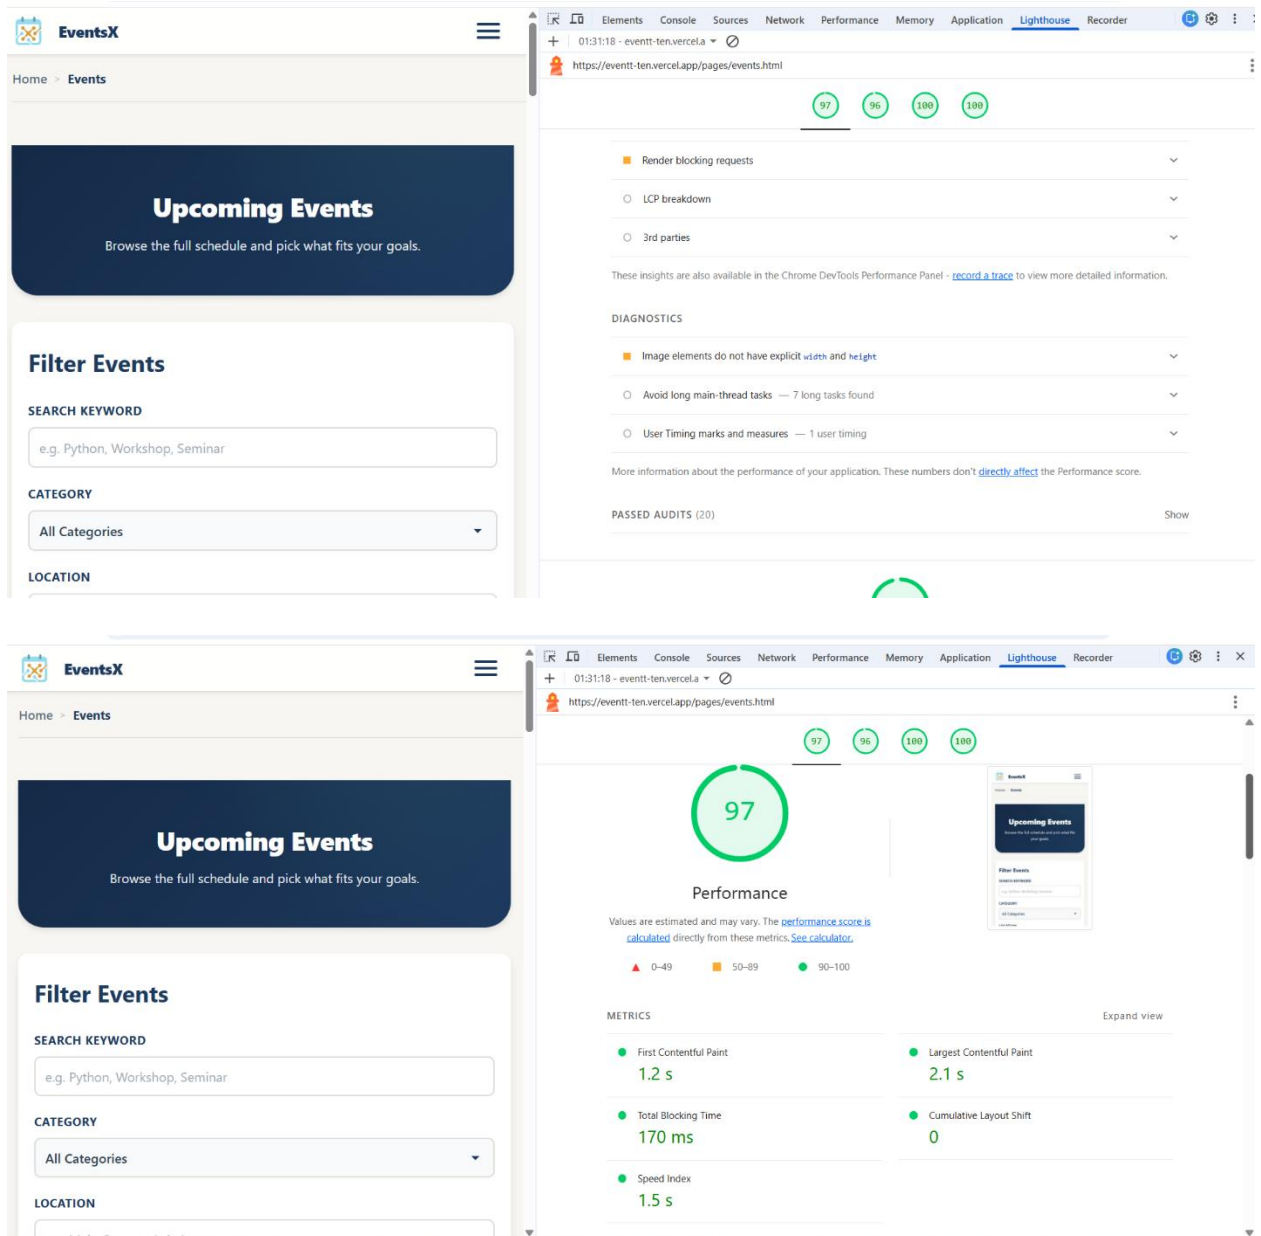 EventsX
Home > Events
Upcoming Events
Browse the full schedule and pick what fits your goals.
Filter Events
SEARCH KEYWORD
e.g. Python, Workshop, Seminar
CATEGORY
All Categories
LOCATION
Elements Console Sources Network Performance Memory Application Lighthouse Recorder
01:31:18 - eventt-ten.vercel.a
https://eventt-ten.vercel.app/pages/events.html
97 96 100 100
Render blocking requests
LCP breakdown
3rd parties
These insights are also available in the Chrome DevTools Performance Panel - record a trace to view more detailed information.
DIAGNOSTICS
Image elements do not have explicit width and height
Avoid long main-thread tasks — 7 long tasks found
User Timing marks and measures — 1 user timing
More information about the performance of your application. These numbers don't directly affect the Performance score.
PASSED AUDITS (20) Show
EventsX
Home > Events
Upcoming Events
Browse the full schedule and pick what fits your goals.
Filter Events
SEARCH KEYWORD
e.g. Python, Workshop, Seminar
CATEGORY
All Categories
LOCATION
Elements Console Sources Network Performance Memory Application Lighthouse Recorder
01:31:18 - eventt-ten.vercel.a
https://eventt-ten.vercel.app/pages/events.html
97 96 100 100
97
Performance
Values are estimated and may vary. The performance score is
calculated directly from these metrics. See calculator.
0–49 50–89 90–100
EventsX
Upcoming Events
Filter Events
METRICS Expand view
First Contentful Paint
1.2 s
Largest Contentful Paint
2.1 s
Total Blocking Time
170 ms
Cumulative Layout Shift
0
Speed Index
1.5 s